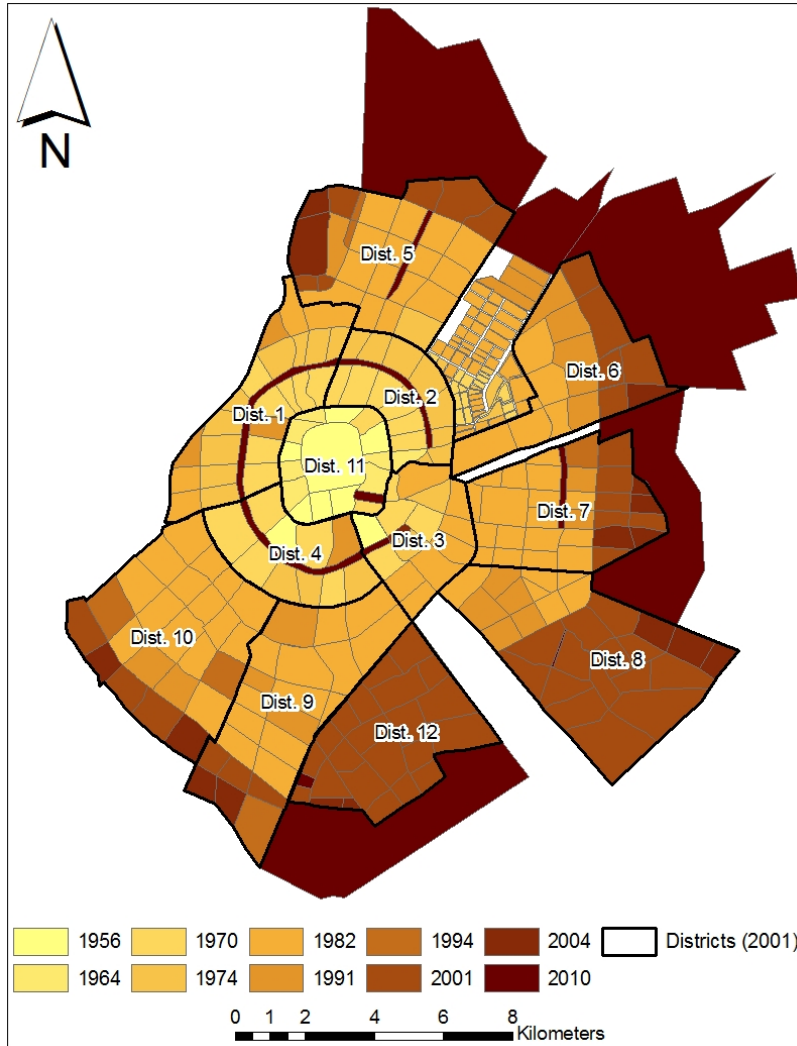 N
Dist. 5
Dist. 6
Dist. 2
Dist. 1
Dist. 11
Dist. 7
Dist. 3
Dist. 4
Dist. 10
Dist. 8
Dist. 9
Dist. 12
1956 1970 1982 1994 2004 Districts (2001)
1964 1974 1991 2001 2010
0 1 2 4 6 8
Kilometers